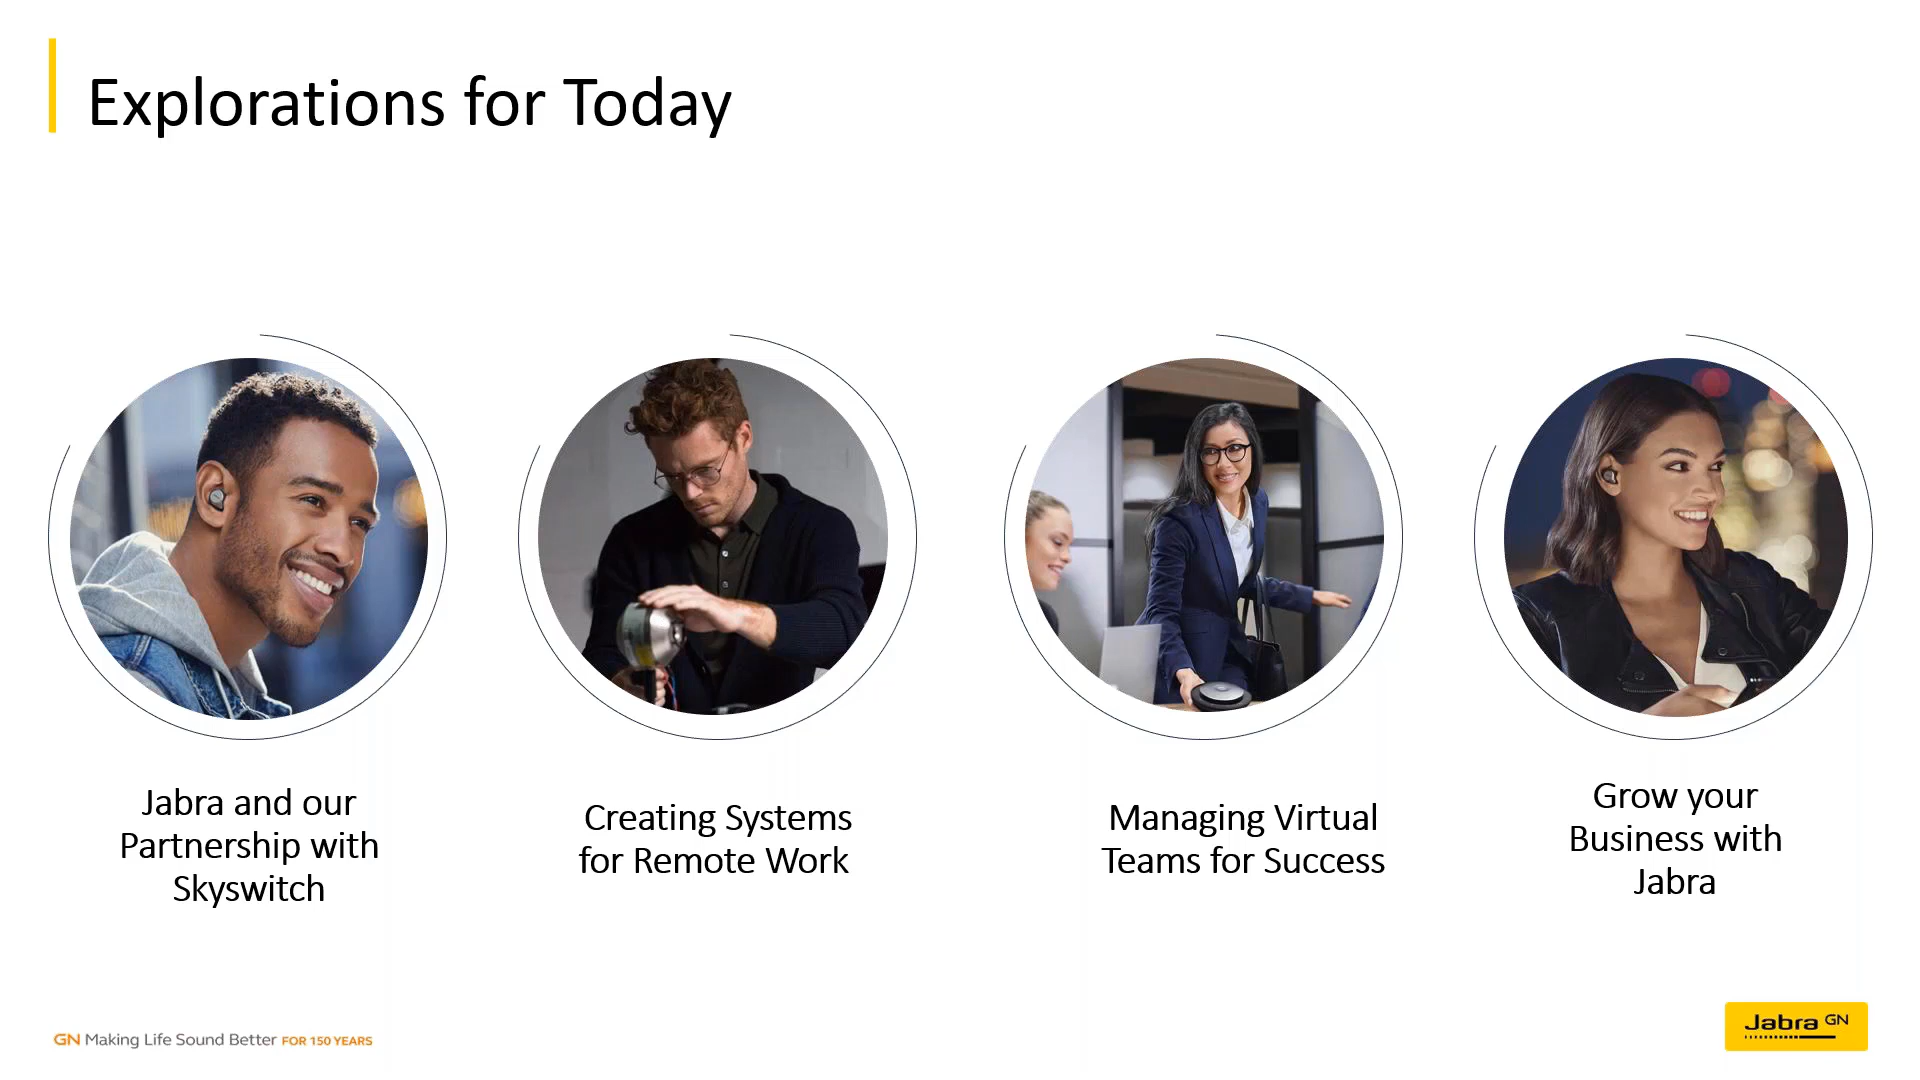 Explorations for Today
Jabra and our
Partnership with
Skyswitch
Creating Systems
for Remote Work
Managing Virtual
Teams for Success
Grow your
Business with
Jabra
GN Making Life Sound Better FOR 150 YEARS
Jabra GN